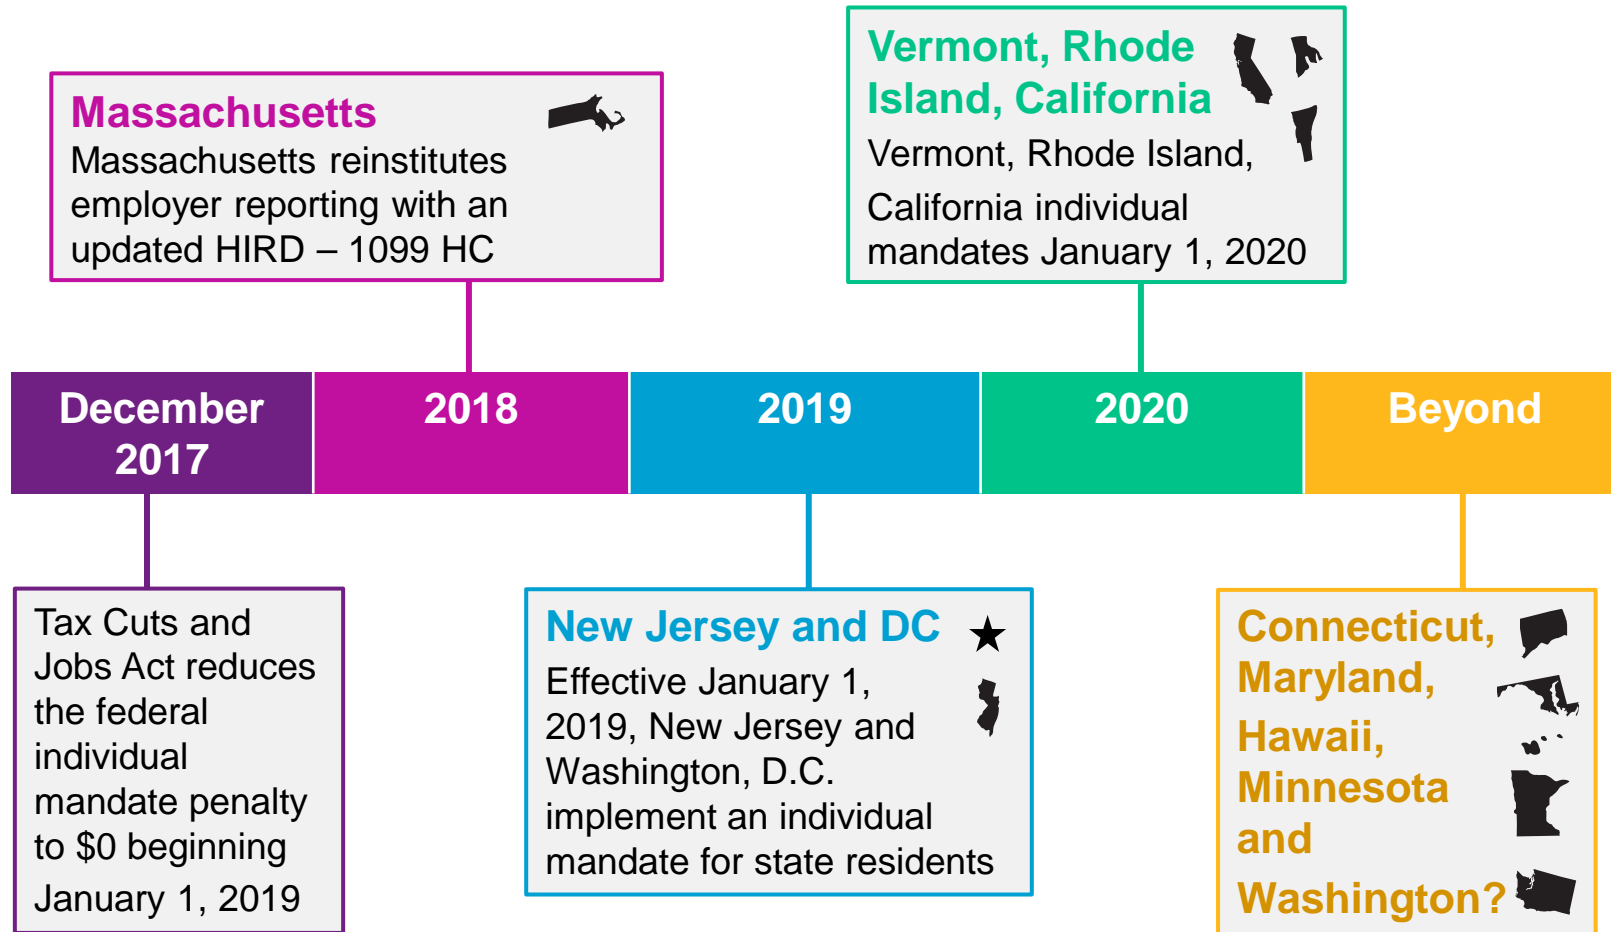 Massachusetts
Massachusetts reinstitutes
employer reporting with an
updated HIRD – 1099 HC
Vermont, Rhode
Island, California
Vermont, Rhode Island,
California individual
mandates January 1, 2020
December
2017
2018
2019
2020
Beyond
Tax Cuts and
Jobs Act reduces
the federal
individual
mandate penalty
to $0 beginning
January 1, 2019
New Jersey and DC
Effective January 1,
2019, New Jersey and
Washington, D.C.
implement an individual
mandate for state residents
Connecticut,
Maryland,
Hawaii,
Minnesota
and
Washington?